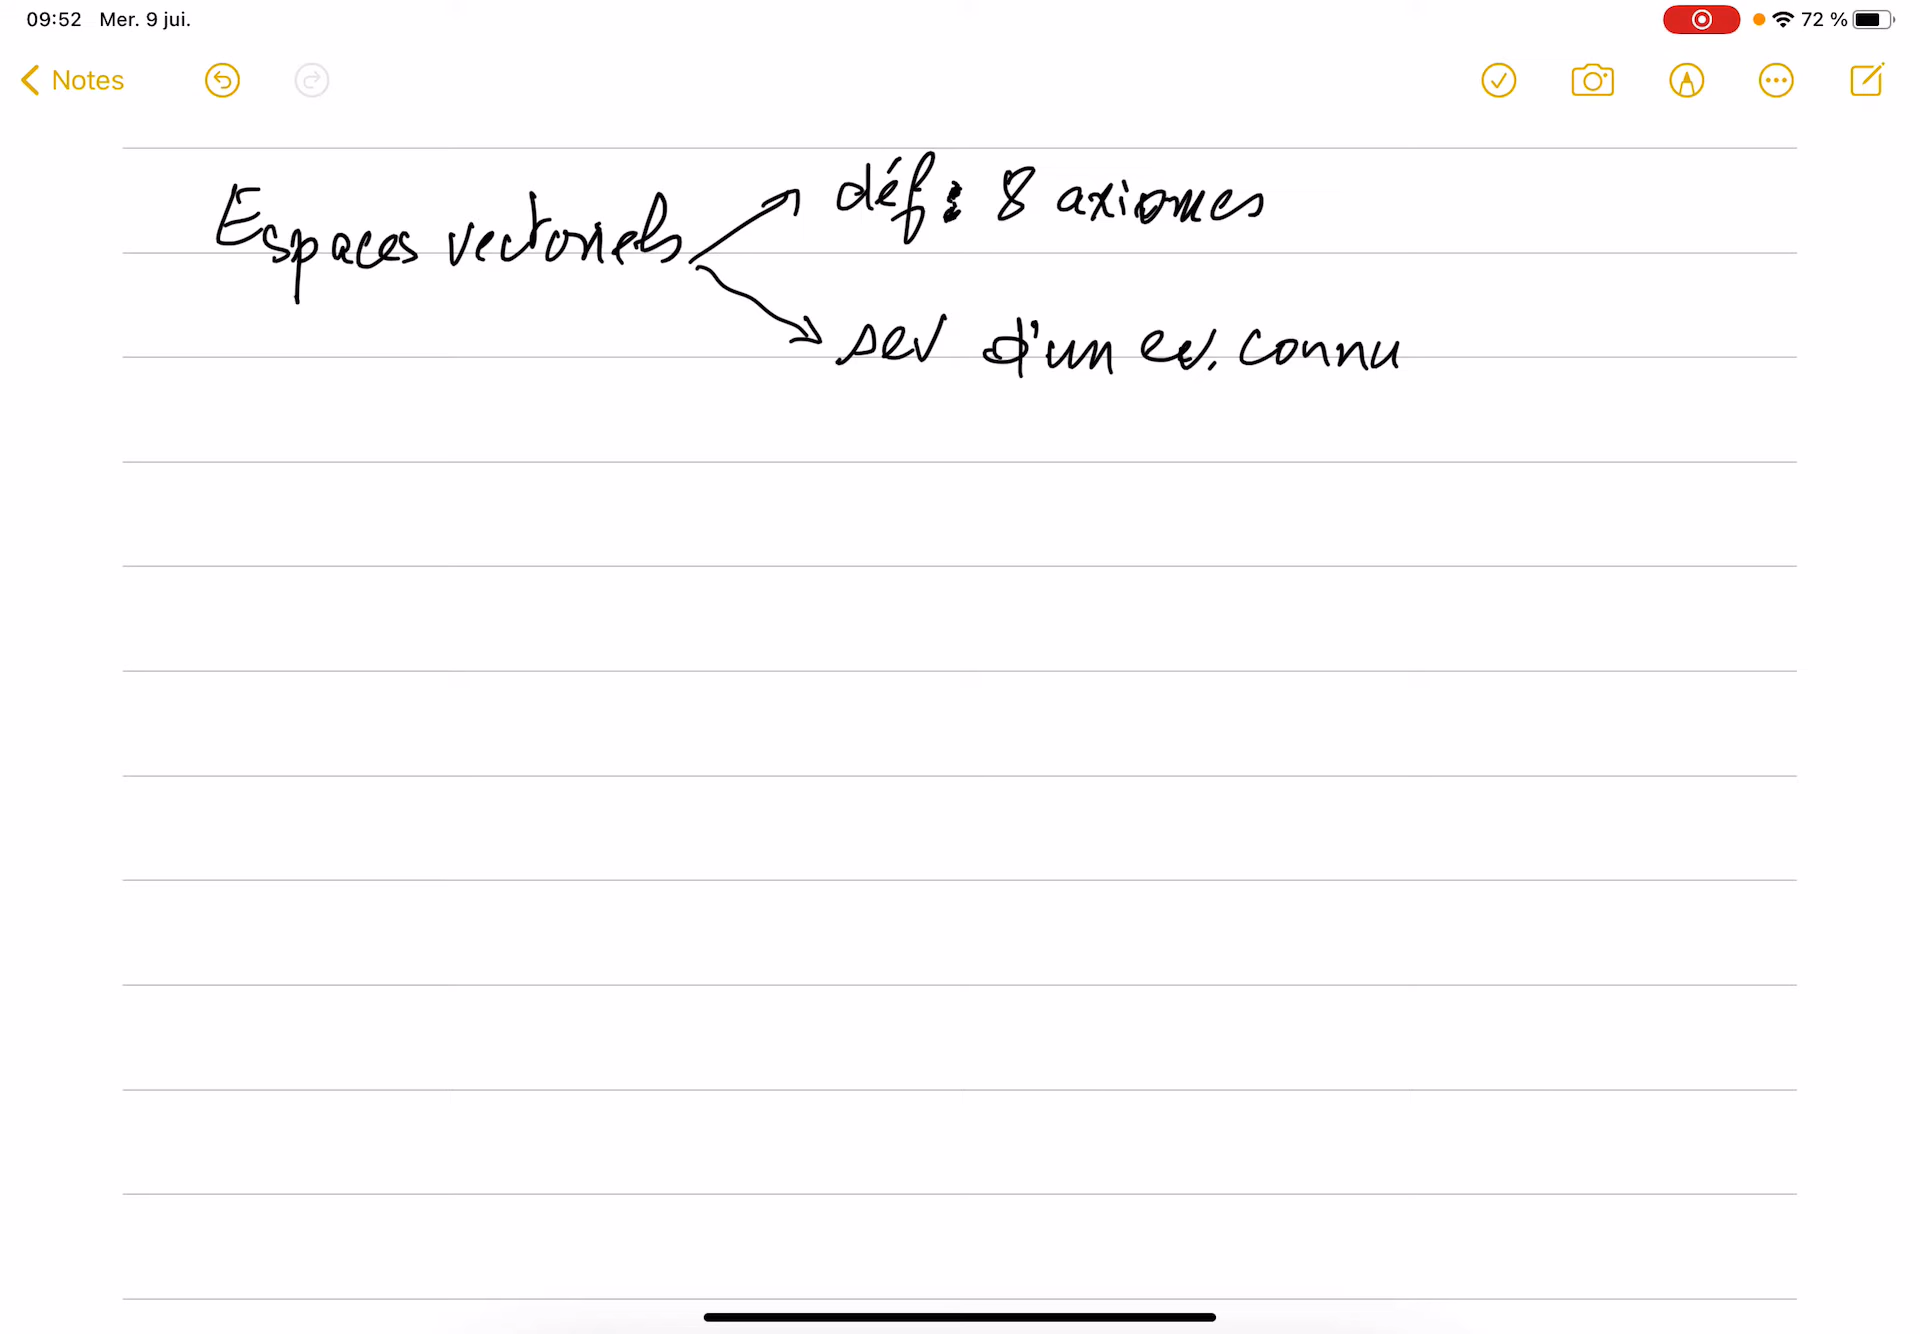 09:52 Mer. 9 jui. 72 %
Notes
Espaces vectoriels
déf : 8 axiomes
sev d'un ev. connu